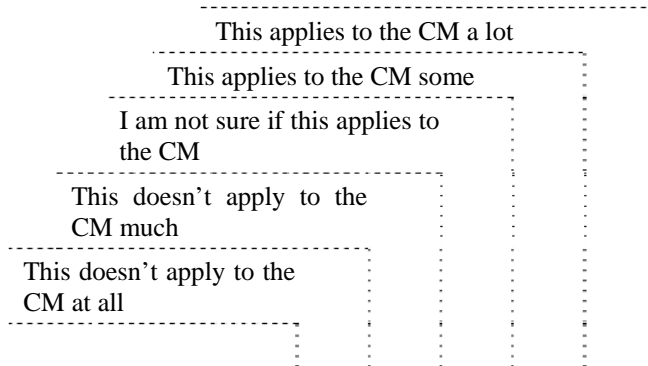 This applies to the CM a lot
This applies to the CM some
I am not sure if this applies to
the CM
This doesn’t apply to the
CM much
This doesn’t apply to the
CM at all